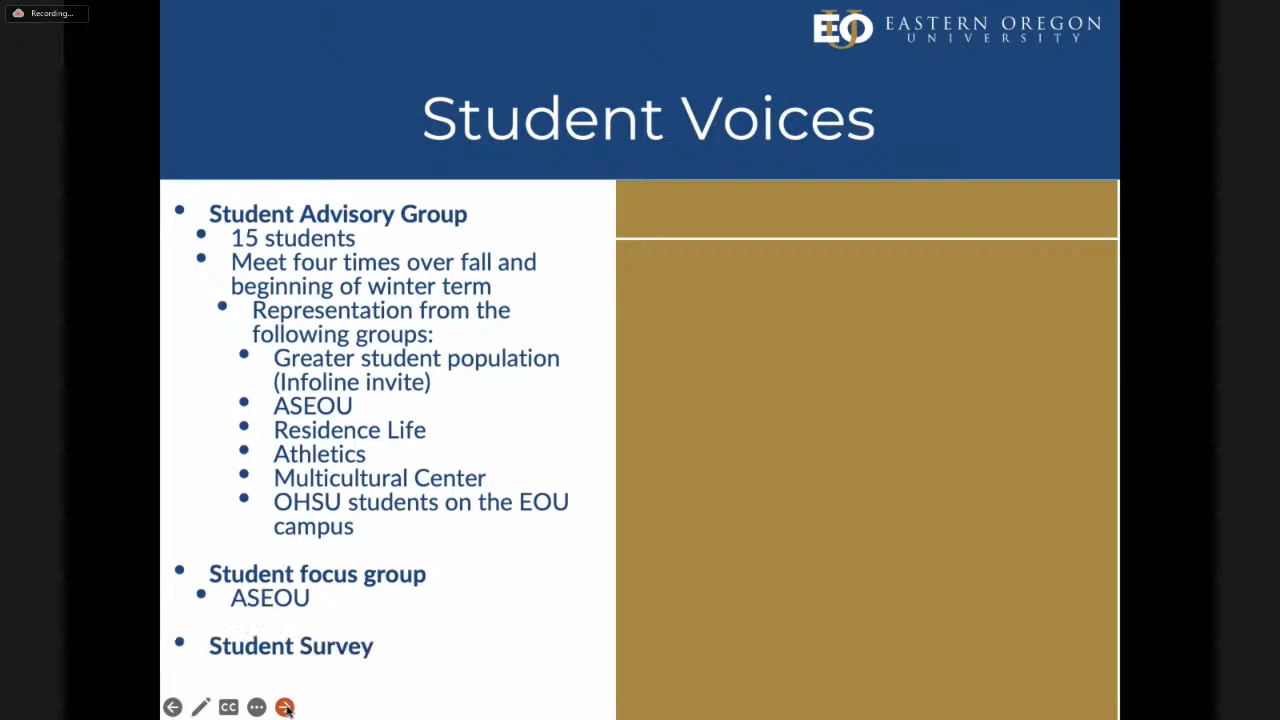 Recording...
EO
U
EASTERN OREGON
UNIVERSITY
Student Voices
Student Advisory Group
15 students
Meet four times over fall and
beginning of winter term
Representation from the
following groups:
Greater student population
(Infoline invite)
ASEOU
Residence Life
Athletics
Multicultural Center
OHSU students on the EOU
campus
Student focus group
ASEOU
Student Survey
CC